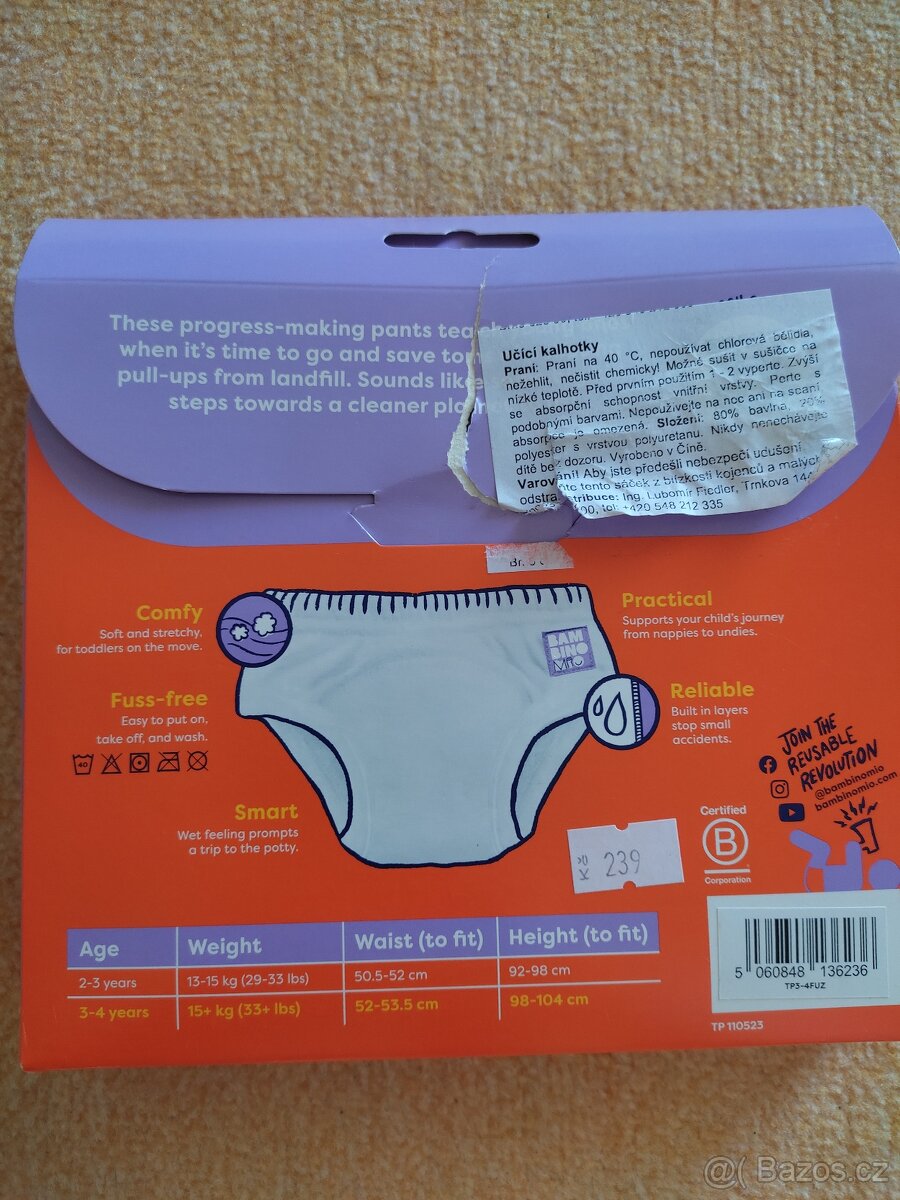 These progress-making pants teach
when it's time to go and save
pull-ups from landfill. Sounds like
steps towards a cleaner
Učící kalhotky
Praní: Praní na 40 °C, nepoužívat chlorová bělidla,
nežehlit, nečistit chemicky! Možné sušit v sušičce na
nízké teplotě. Před prvním použitím 1 - 2 vyperte. Zvýší
se absorpční schopnost vnitřní vrstvy. Perte s
podobnými barvami. Nepoužívejte na noc ani na spaní
absorpce je omezená. Složení: 80% bavlna, 20%
polyester s vrstvou polyuretanu. Nikdy nenechávejte
dítě bez dozoru. Vyrobeno v Číně.
Varování! Aby jste předešli nebezpečí udušení
tento sáček z blízkosti kojenců a malých
Ing. Lubomír Fiedler, Trnkova
+420 548 212 335
Comfy
Soft and stretchy,
for toddlers on the move.
Practical
Supports your child's journey
from nappies to undies.
BAM
BINO
MIO
Fuss-free
Easy to put on,
take off, and wash.
40
Reliable
Built in layers
stop small
accidents.
JOIN THE
REUSABLE
REVOLUTION
@bambinomio
bambinomio.com
Smart
Wet feeling prompts
a trip to the potty.
Kč 239
Certified
B
Corporation
Age Weight Waist (to fit) Height (to fit)
2-3 years 13-15 kg (29-33 lbs) 50.5-52 cm 92-98 cm
3-4 years 15+ kg (33+ lbs) 52-53.5 cm 98-104 cm
5 060848 136236
TP3-4FUZ
TP 110523
@( Bazos.cz